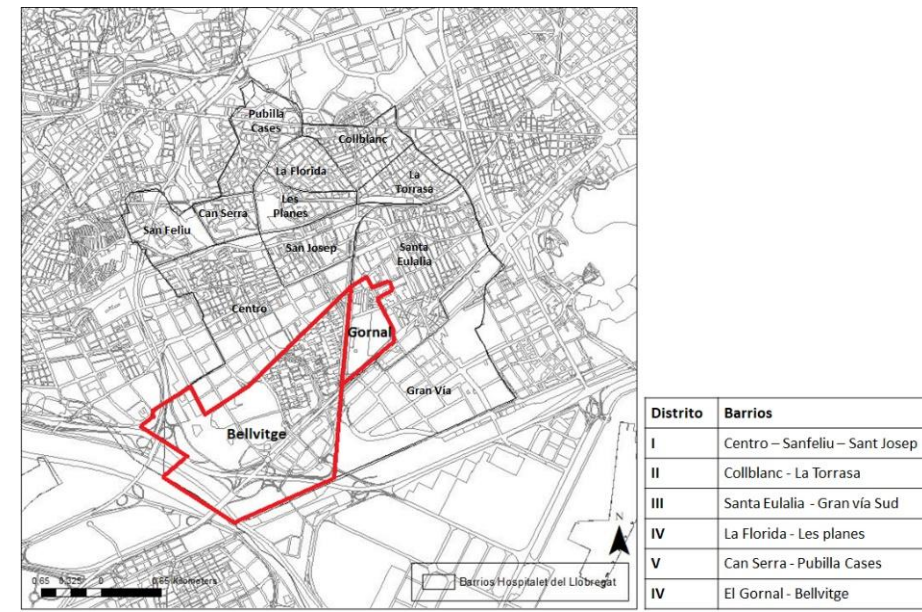 Pubilla
Cases
Collblanc
La Florida
La
Torrasa
Les
Planes
Can Serra
San Feliu
San Josep
Santa
Eulalia
Centro
Gornal
Gran Vía
Bellvitge
N
0,65 0,325 0 0,65 Kilometers
Barrios Hospitalet del Llobregat
Distrito Barrios
I Centro – Sanfeliu – Sant Josep
II Collblanc - La Torrasa
III Santa Eulalia - Gran vía Sud
IV La Florida - Les planes
V Can Serra - Pubilla Cases
IV El Gornal - Bellvitge